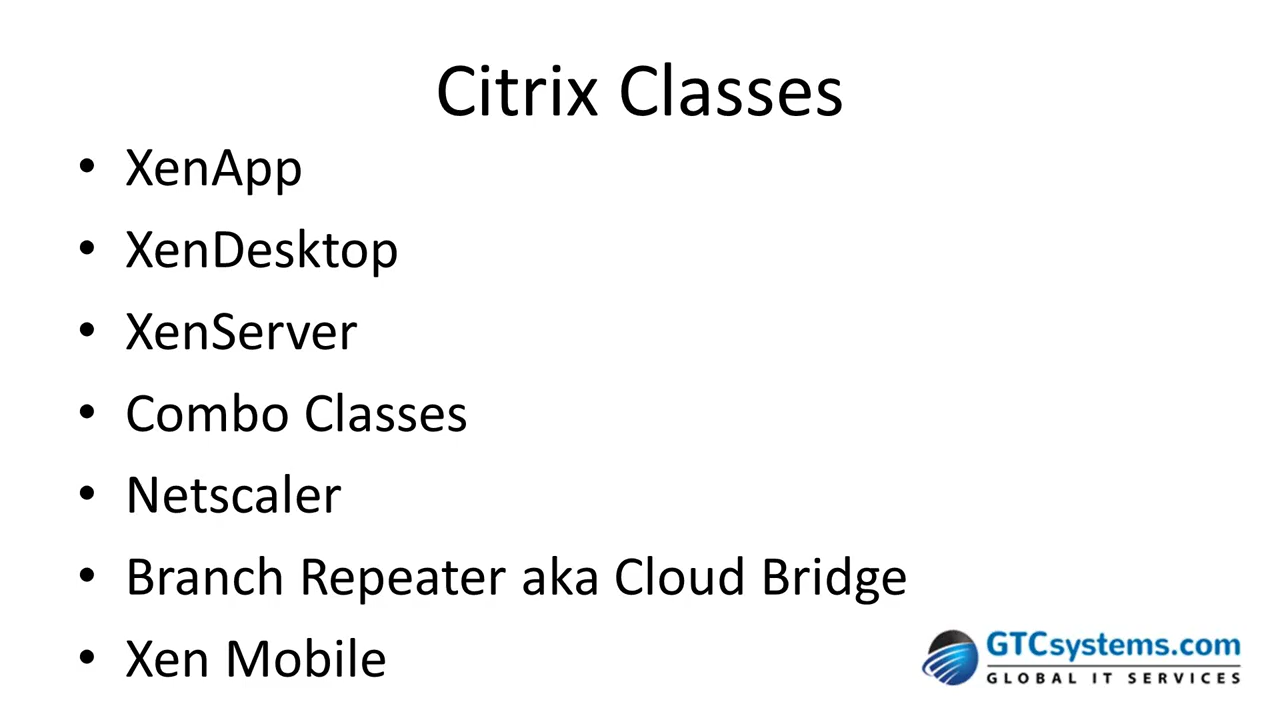 Citrix Classes
• XenApp
• XenDesktop
• XenServer
• Combo Classes
• Netscaler
• Branch Repeater aka Cloud Bridge
• Xen Mobile
GTCsystems.com
GLOBAL IT SERVICES